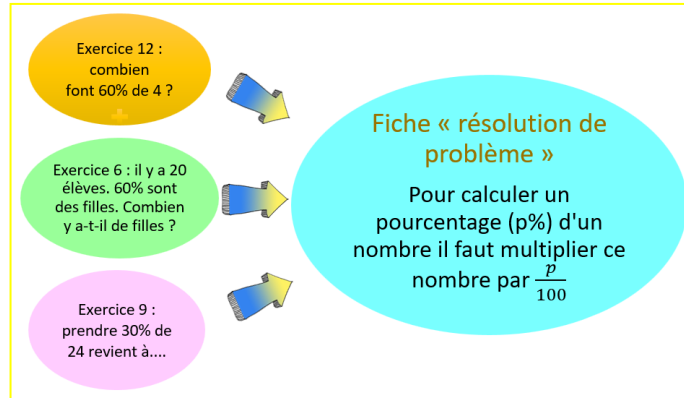 Exercice 12 :
combien
font 60% de 4 ?
Exercice 6 : il y a 20
élèves. 60% sont
des filles. Combien
y a-t-il de filles ?
Exercice 9 :
prendre 30% de
24 revient à....
Fiche « résolution de
problème »
Pour calculer un
pourcentage (p%) d'un
nombre il faut multiplier ce
nombre par p/100